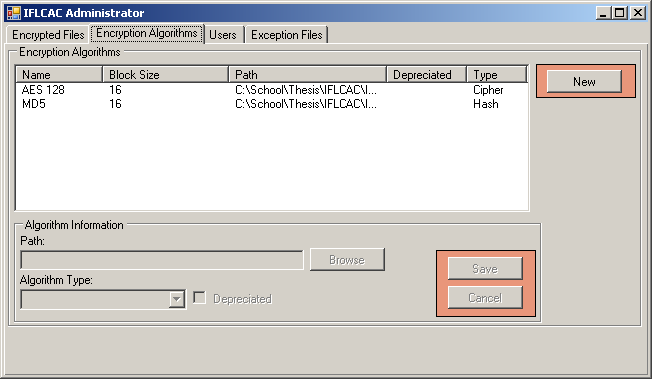 IFLCAC Administrator
Encrypted Files Encryption Algorithms Users Exception Files
Encryption Algorithms
Name Block Size Path Depreciated Type
AES 128 16 C:\School\Thesis\IFLCAC\I... Cipher
MD5 16 C:\School\Thesis\IFLCAC\I... Hash
New
Algorithm Information
Path:
Browse
Algorithm Type:
Depreciated
Save
Cancel